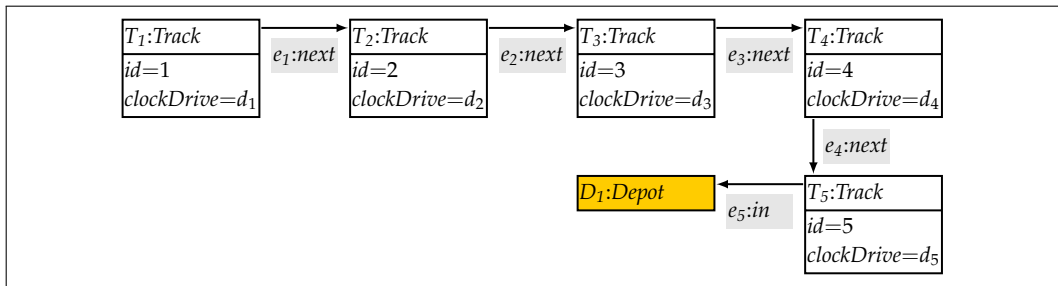 T₁:Track
id=1
clockDrive=d₁
e₁:next
T₂:Track
id=2
clockDrive=d₂
e₂:next
T₃:Track
id=3
clockDrive=d₃
e₃:next
T₄:Track
id=4
clockDrive=d₄
e₄:next
D₁:Depot
e₅:in
T₅:Track
id=5
clockDrive=d₅